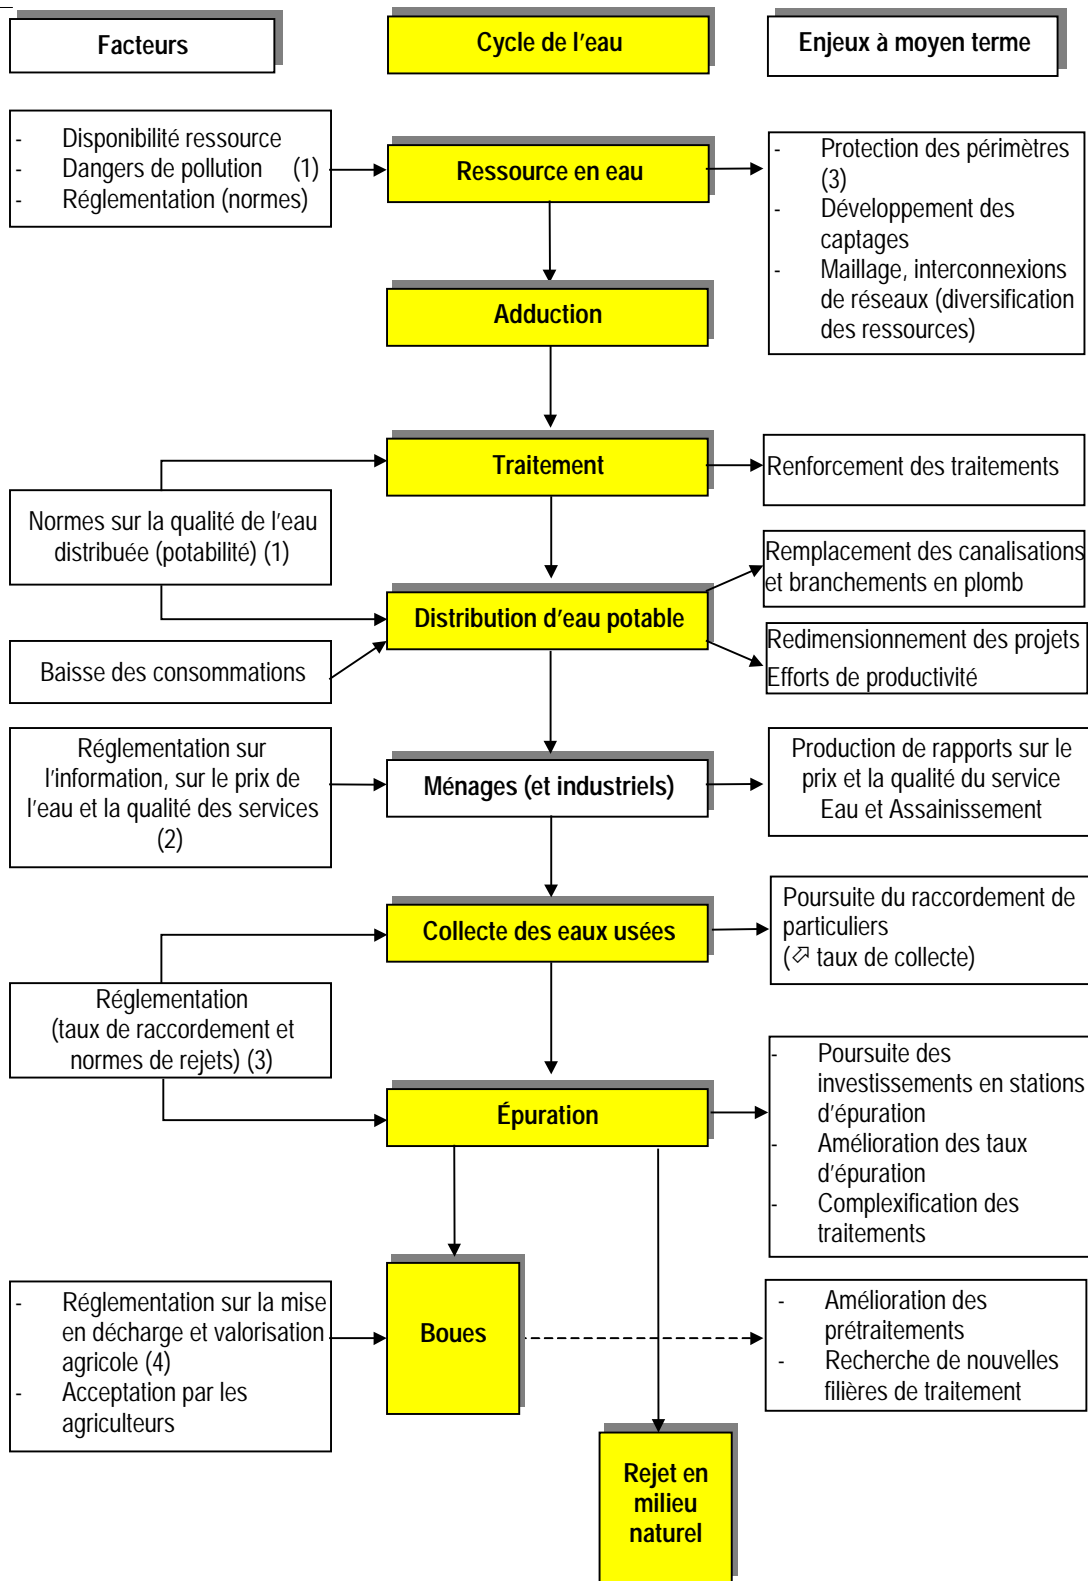 Facteurs
Cycle de l'eau
Enjeux à moyen terme
- Disponibilité ressource
- Dangers de pollution (1)
- Réglementation (normes)
Ressource en eau
- Protection des périmètres
(3)
- Développement des
captages
- Maillage, interconnexions
de réseaux (diversification
des ressources)
Adduction
Traitement
Renforcement des traitements
Normes sur la qualité de l'eau
distribuée (potabilité) (1)
Remplacement des canalisations
et branchements en plomb
Distribution d'eau potable
Baisse des consommations
Redimensionnement des projets
Efforts de productivité
Réglementation sur
l'information, sur le prix de
l'eau et la qualité des services
(2)
Ménages (et industriels)
Production de rapports sur le
prix et la qualité du service
Eau et Assainissement
Collecte des eaux usées
Poursuite du raccordement de
particuliers
(⬀ taux de collecte)
Réglementation
(taux de raccordement et
normes de rejets) (3)
Épuration
- Poursuite des
investissements en stations
d'épuration
- Amélioration des taux
d'épuration
- Complexification des
traitements
- Réglementation sur la mise
en décharge et valorisation
agricole (4)
- Acceptation par les
agriculteurs
Boues
- Amélioration des
prétraitements
- Recherche de nouvelles
filières de traitement
Rejet en
milieu
naturel